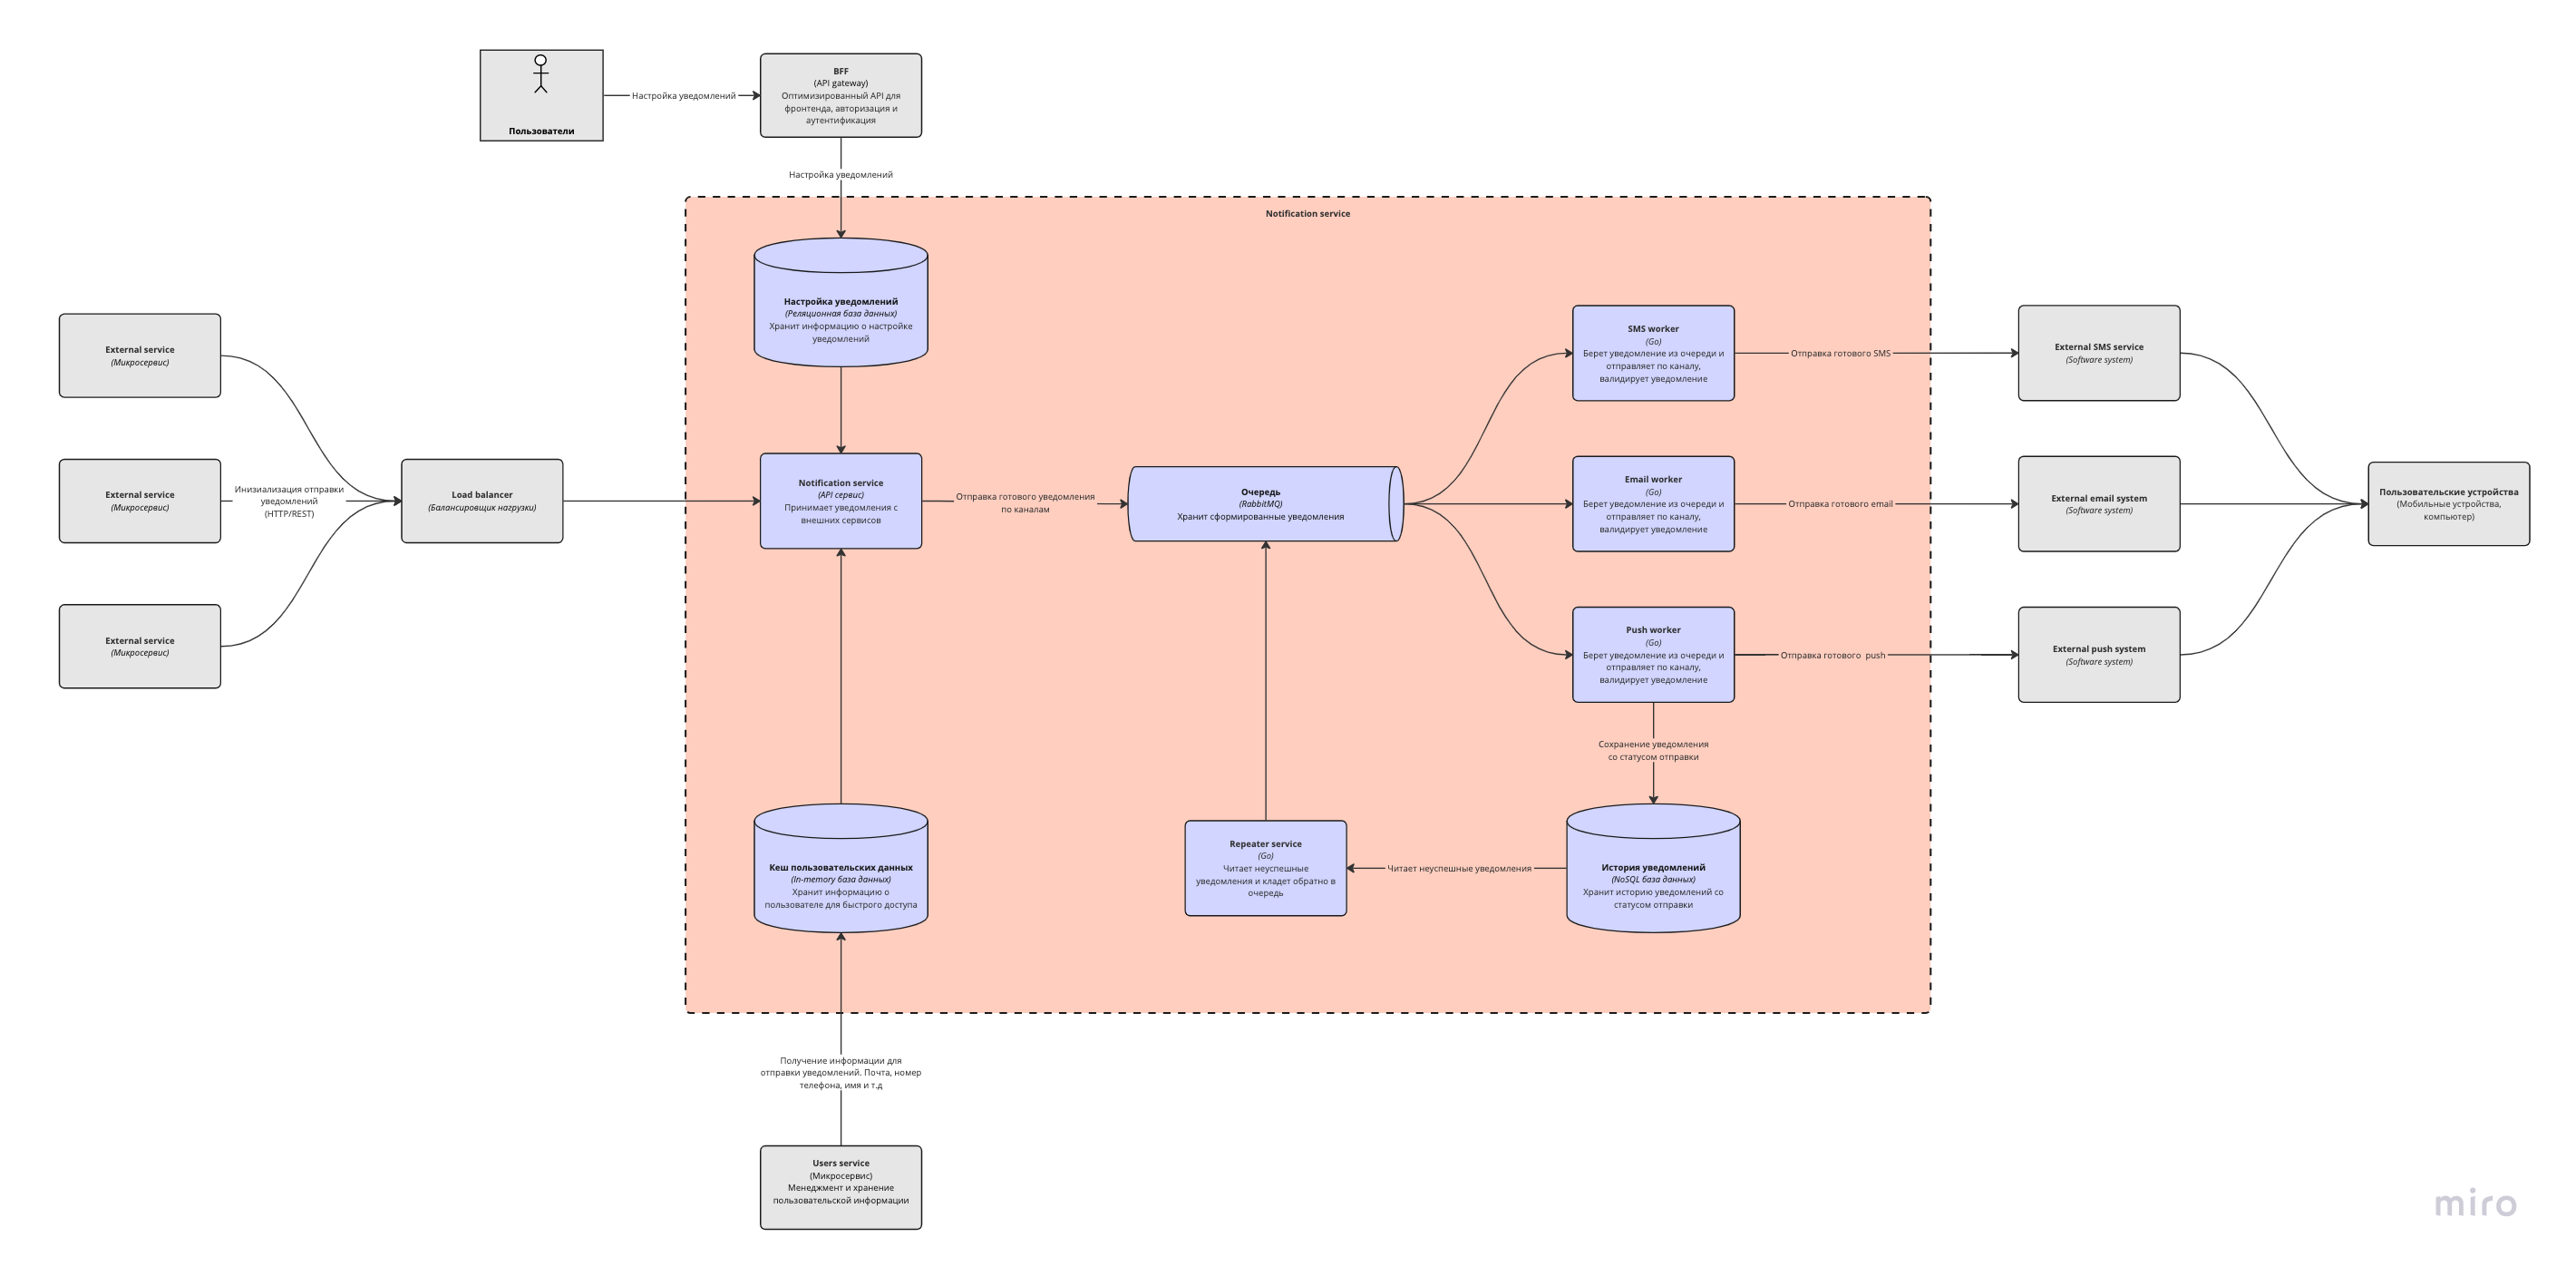 Пользователи
Настройка уведомлений
BFF
(API gateway)
Оптимизированный API для
фронтенда, авторизация и
аутентификация
Настройка уведомлений
Notification service
Настройка уведомлений
(Реляционная база данных)
Хранит информацию о настройке
уведомлений
External service
(Микросервис)
External service
(Микросервис)
External service
(Микросервис)
Инизиализация отправки
уведомлений
(HTTP/REST)
Load balancer
(Балансировщик нагрузки)
Notification service
(API сервис)
Принимает уведомления с
внешних сервисов
Отправка готового уведомления
по каналам
Очередь
(RabbitMQ)
Хранит сформированные уведомления
SMS worker
(Go)
Берет уведомление из очереди и
отправляет по каналу,
валидирует уведомление
Отправка готового SMS
External SMS service
(Software system)
Email worker
(Go)
Берет уведомление из очереди и
отправляет по каналу,
валидирует уведомление
Отправка готового email
External email system
(Software system)
Push worker
(Go)
Берет уведомление из очереди и
отправляет по каналу,
валидирует уведомление
Отправка готового  push
External push system
(Software system)
Пользовательские устройства
(Мобильные устройства,
компьютер)
Сохранение уведомления
со статусом отправки
Кеш пользовательских данных
(In-memory база данных)
Хранит информацию о
пользователе для быстрого доступа
Repeater service
(Go)
Читает неуспешные
уведомления и кладет обратно в
очередь
Читает неуспешные уведомления
История уведомлений
(NoSQL база данных)
Хранит историю уведомлений со
статусом отправки
Получение информации для
отправки уведомлений. Почта, номер
телефона, имя и т.д
Users service
(Микросервис)
Менеджмент и хранение
пользовательской информации
miro